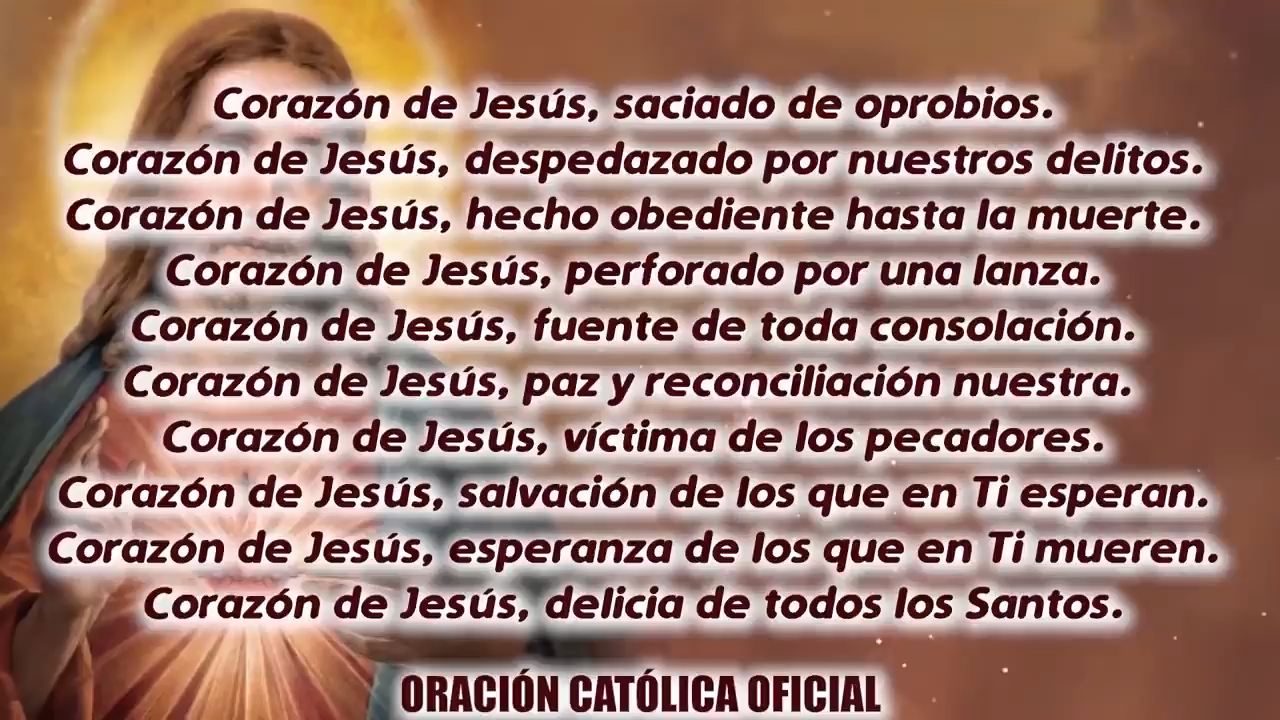 Corazón de Jesús, saciado de oprobios.
Corazón de Jesús, despedazado por nuestros delitos.
Corazón de Jesús, hecho obediente hasta la muerte.
Corazón de Jesús, perforado por una lanza.
Corazón de Jesús, fuente de toda consolación.
Corazón de Jesús, paz y reconciliación nuestra.
Corazón de Jesús, víctima de los pecadores.
Corazón de Jesús, salvación de los que en Ti esperan.
Corazón de Jesús, esperanza de los que en Ti mueren.
Corazón de Jesús, delicia de todos los Santos.
ORACIÓN CATÓLICA OFICIAL